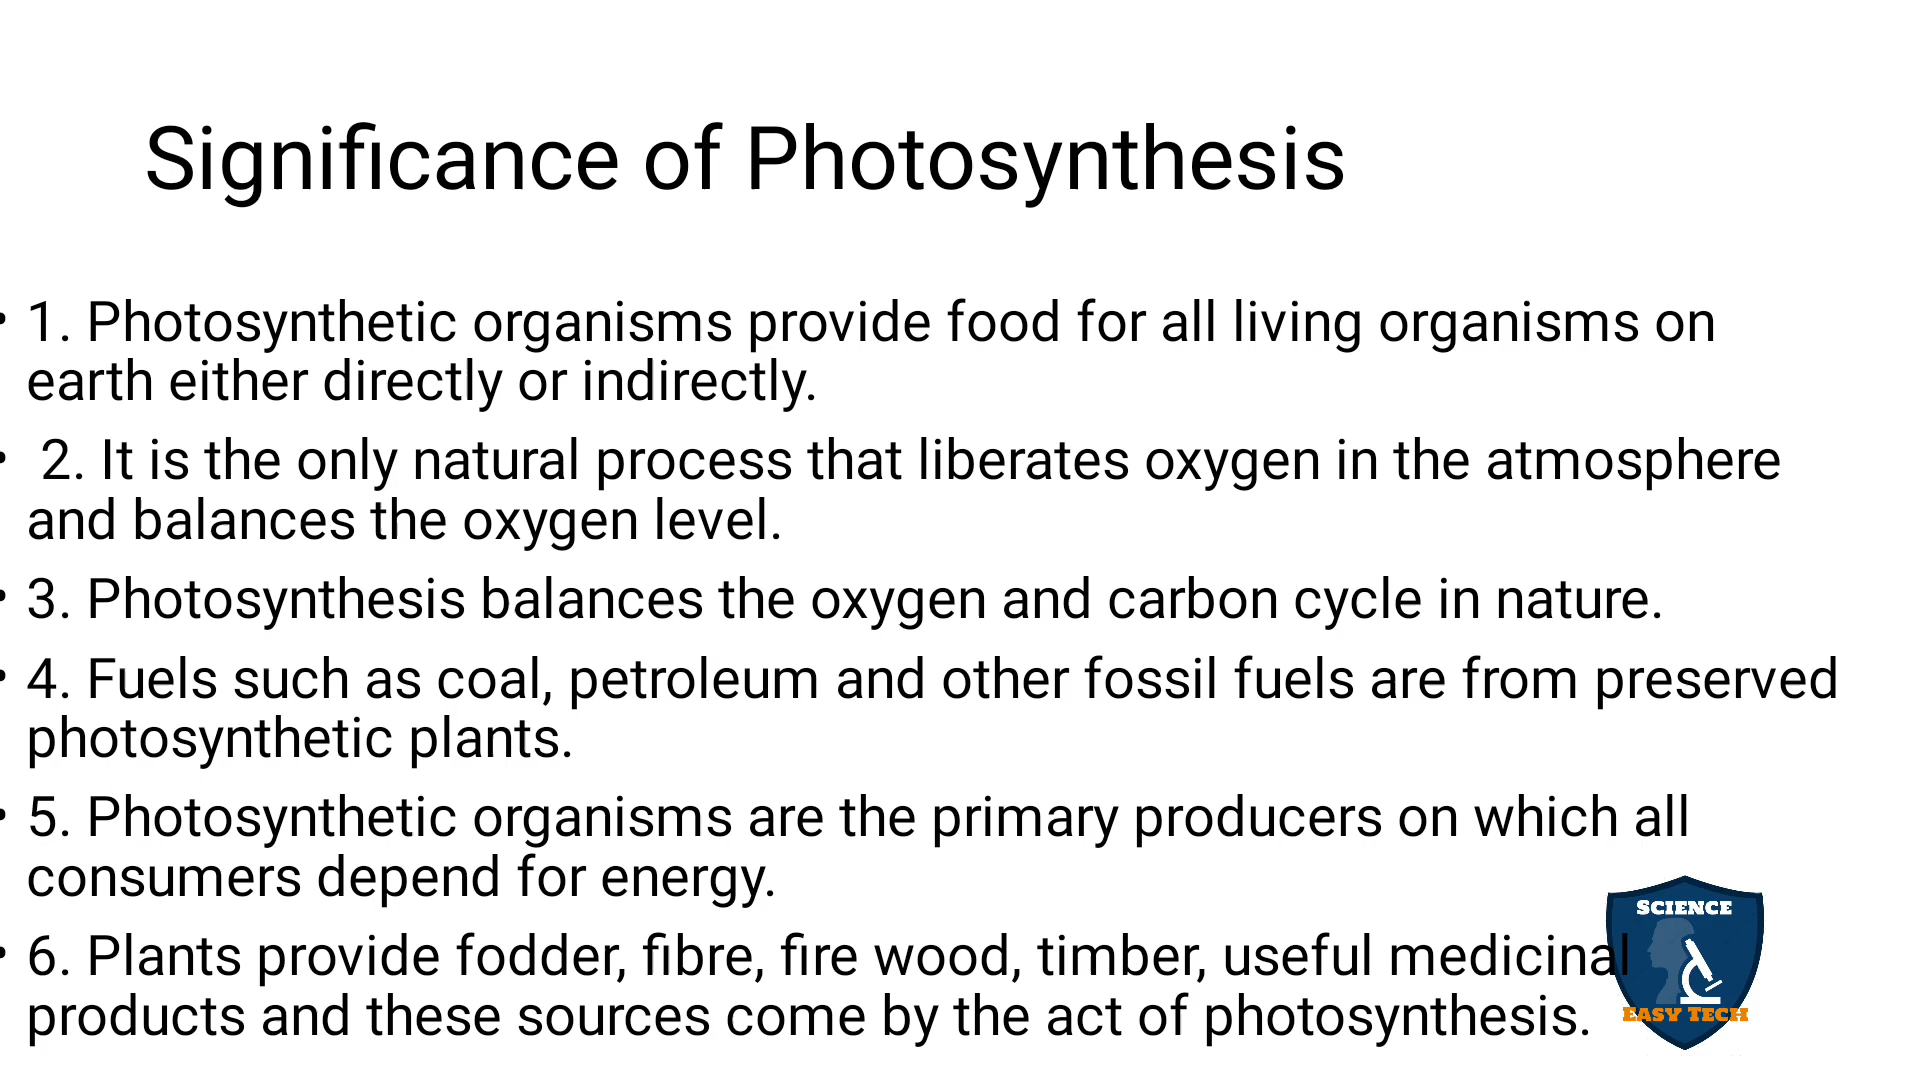 Significance of Photosynthesis
• 1. Photosynthetic organisms provide food for all living organisms on
earth either directly or indirectly.
• 2. It is the only natural process that liberates oxygen in the atmosphere
and balances the oxygen level.
• 3. Photosynthesis balances the oxygen and carbon cycle in nature.
• 4. Fuels such as coal, petroleum and other fossil fuels are from preserved
photosynthetic plants.
• 5. Photosynthetic organisms are the primary producers on which all
consumers depend for energy.
• 6. Plants provide fodder, fibre, fire wood, timber, useful medicinal
products and these sources come by the act of photosynthesis.
SCIENCE
EASY TECH